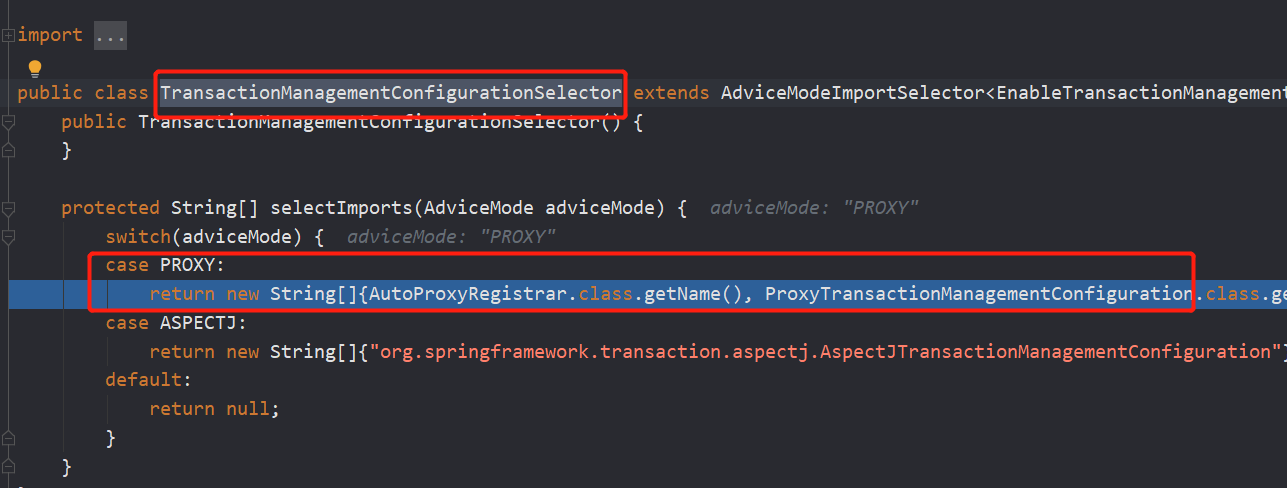 import ...
public class TransactionManagementConfigurationSelector extends AdviceModeImportSelector<EnableTransactionManagement
public TransactionManagementConfigurationSelector() {
}
protected String[] selectImports(AdviceMode adviceMode) { adviceMode: "PROXY"
switch(adviceMode) { adviceMode: "PROXY"
case PROXY:
return new String[]{AutoProxyRegistrar.class.getName(), ProxyTransactionManagementConfiguration.class.ge
case ASPECTJ:
return new String[]{"org.springframework.transaction.aspectj.AspectJTransactionManagementConfiguration"}
default:
return null;
}
}